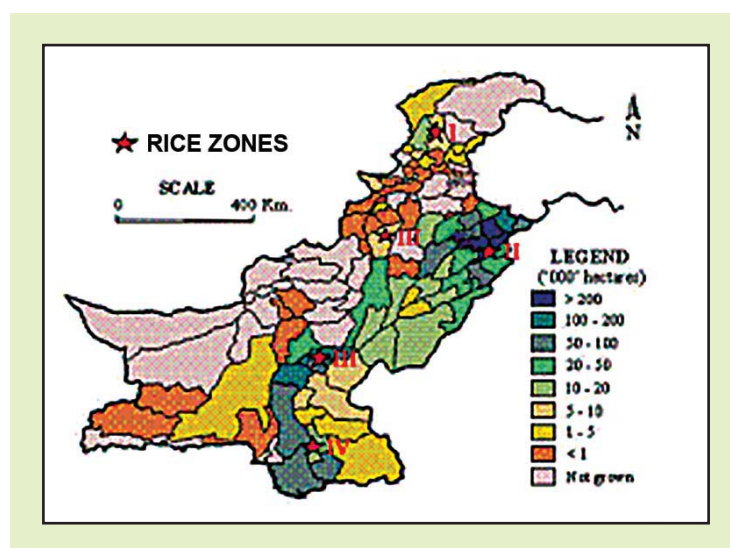 I
N
RICE ZONES
SCALE
0 400 Km.
III
II
LEGEND
("000" hectares)
> 200
100 - 200
50 - 100
20 - 50
10 - 20
5 - 10
1 - 5
< 1
Not grown
III
IV